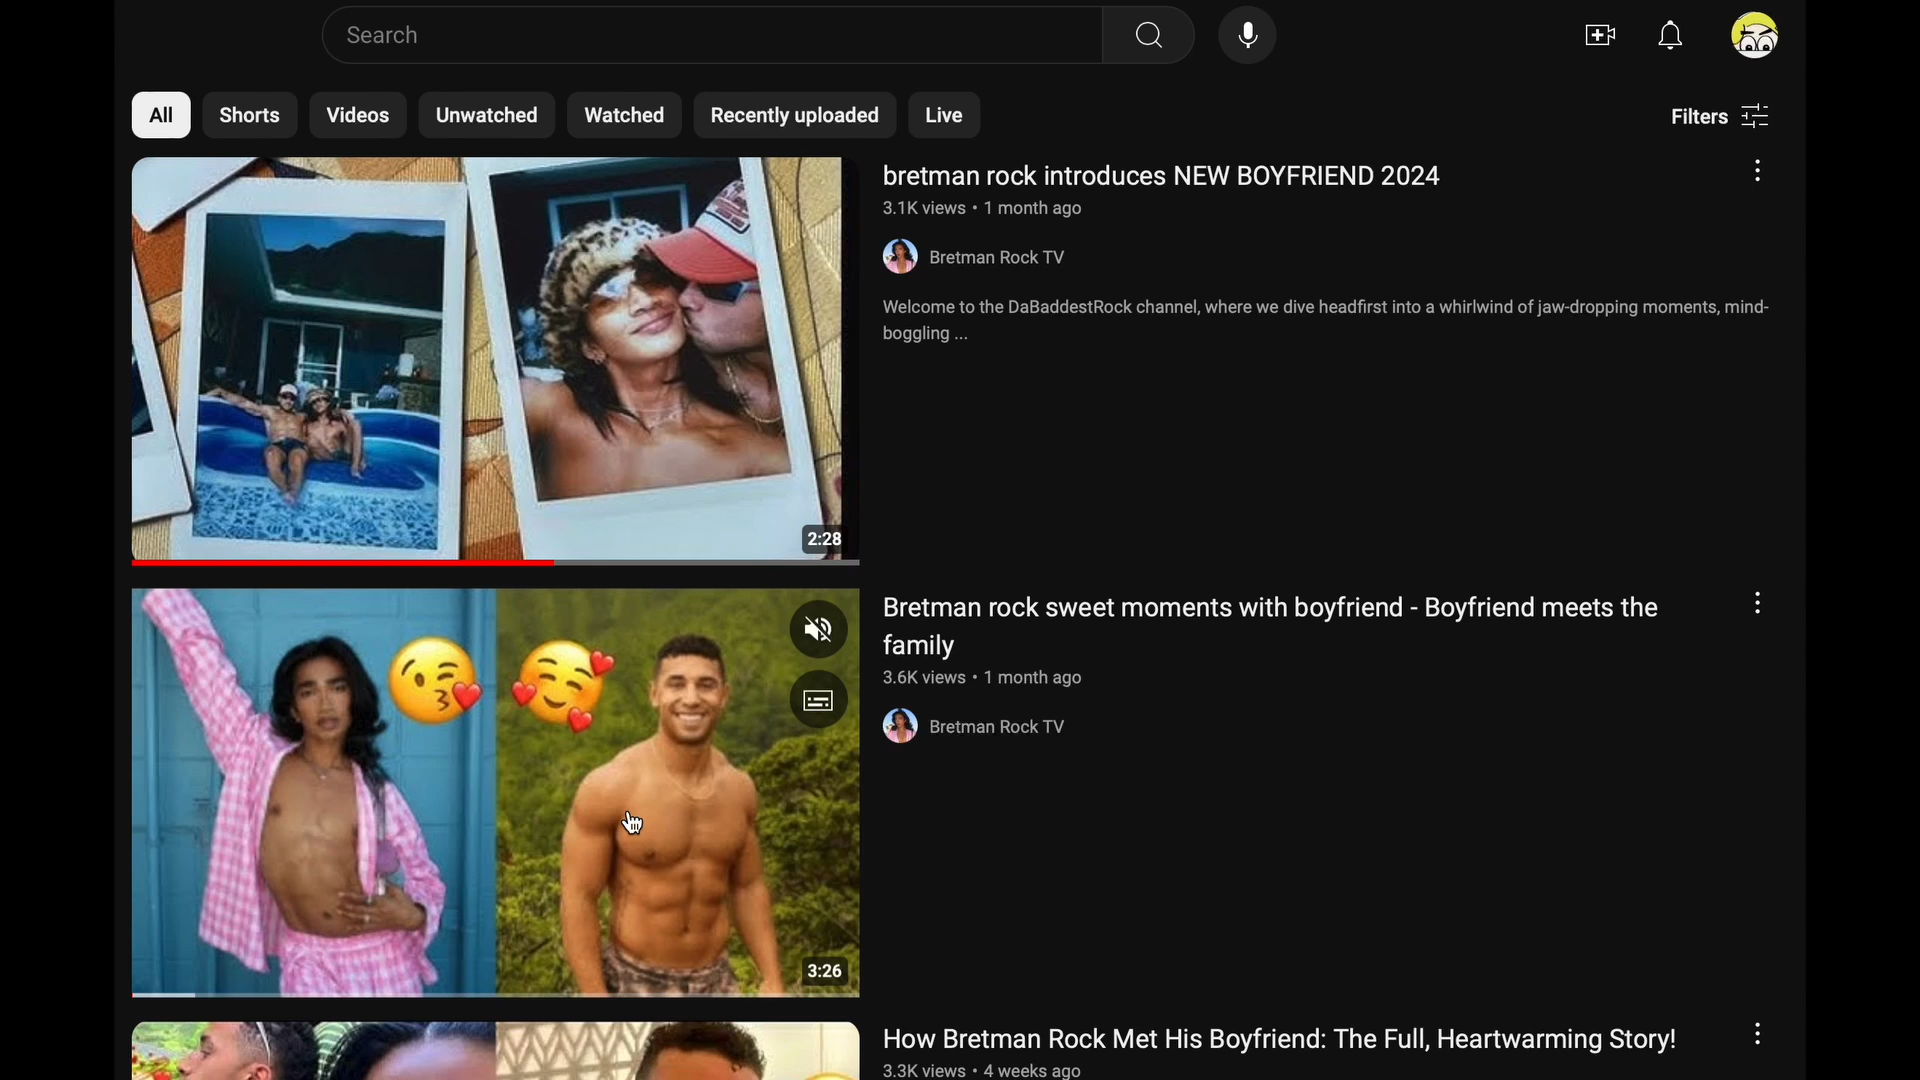 Search
All
Shorts
Videos
Unwatched
Watched
Recently uploaded
Live
Filters
2:28
bretman rock introduces NEW BOYFRIEND 2024
3.1K views • 1 month ago
Bretman Rock TV
Welcome to the DaBaddestRock channel, where we dive headfirst into a whirlwind of jaw-dropping moments, mind-
boggling ...
3:26
Bretman rock sweet moments with boyfriend - Boyfriend meets the
family
3.6K views • 1 month ago
Bretman Rock TV
How Bretman Rock Met His Boyfriend: The Full, Heartwarming Story!
3.3K views • 4 weeks ago